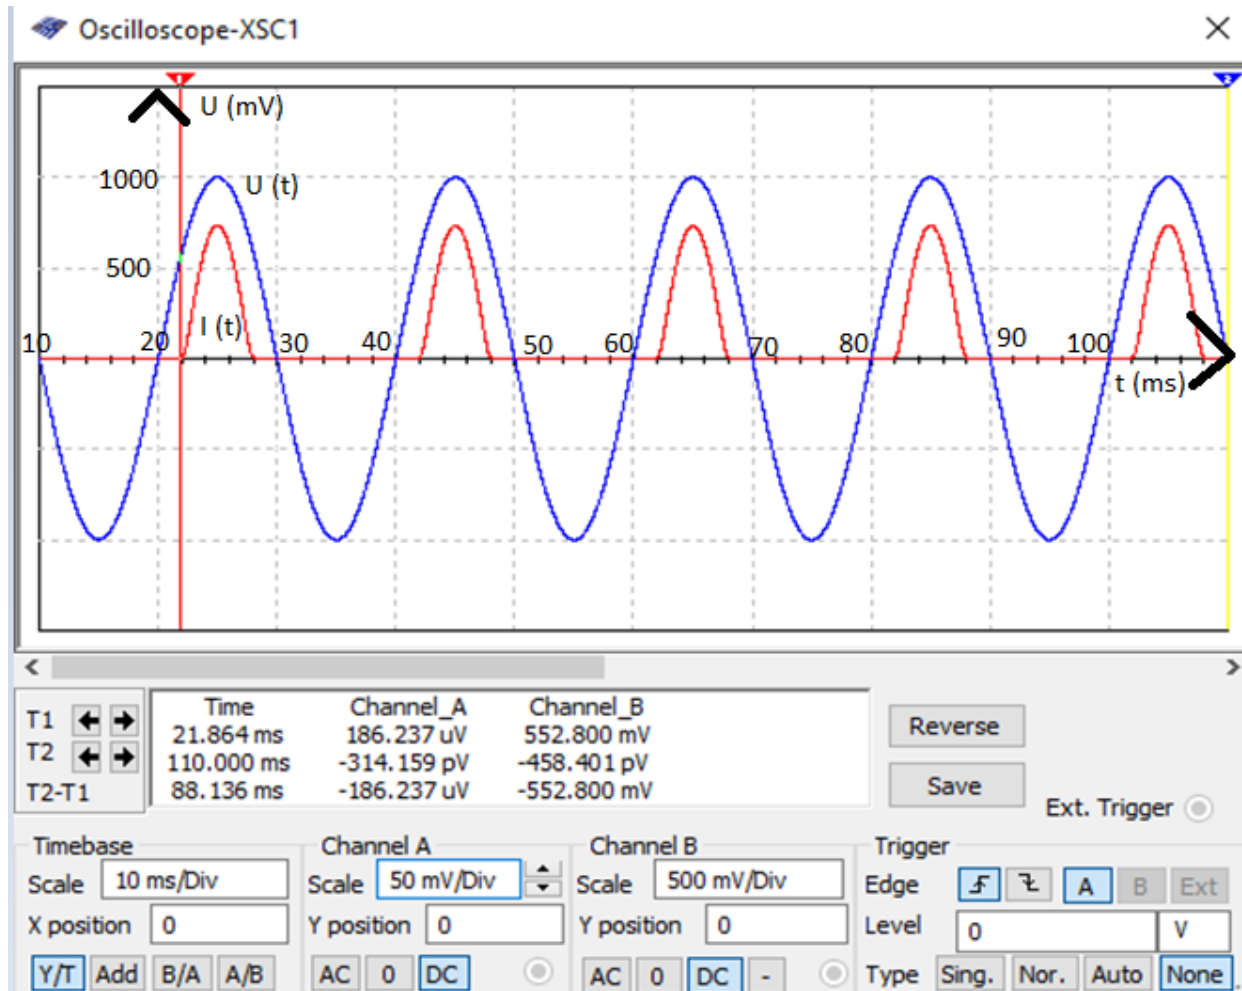 Oscilloscope-XSC1
U (mV)
1000
U (t)
500
I (t)
10 20 30 40 50 60 70 80 90 100
t (ms)
Time Channel_A Channel_B
T1 21.864 ms 186.237 uV 552.800 mV
T2 110.000 ms -314.159 pV -458.401 pV
T2-T1 88.136 ms -186.237 uV -552.800 mV
Reverse
Save
Ext. Trigger
Timebase
Scale 10 ms/Div
X position 0
Y/T Add B/A A/B
Channel A
Scale 50 mV/Div
Y position 0
AC 0 DC
Channel B
Scale 500 mV/Div
Y position 0
AC 0 DC -
Trigger
Edge A B Ext
Level 0 V
Type Sing. Nor. Auto None